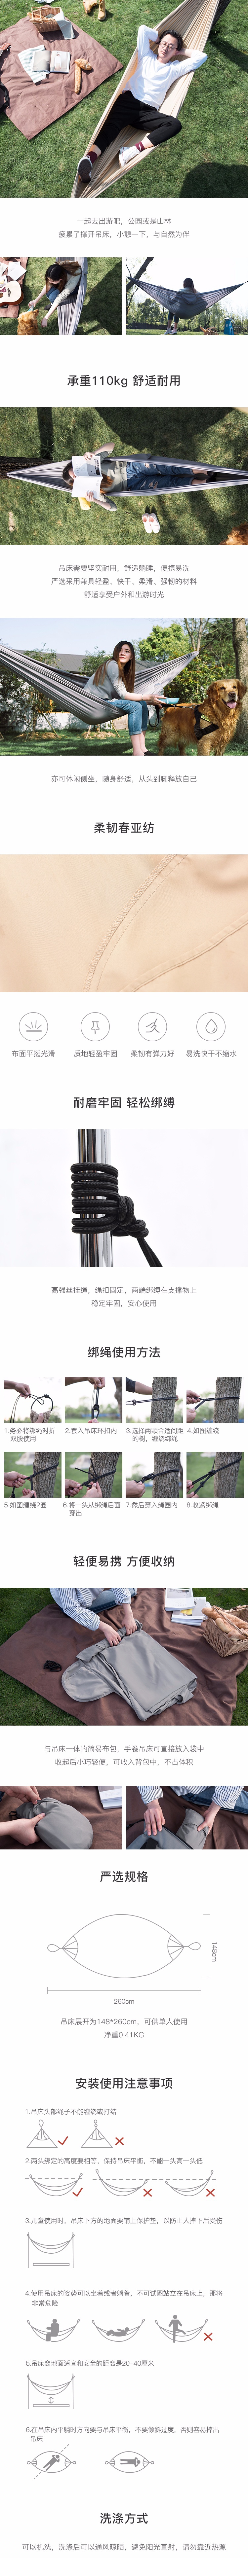 一起去出游吧，公园或是山林
疲累了撑开吊床，小憩一下，与自然为伴
承重110kg 舒适耐用
吊床需要坚实耐用，舒适躺睡，便携易洗
严选采用兼具轻盈、快干、柔滑、强韧的材料
舒适享受户外和出游时光
亦可休闲侧坐，随身舒适，从头到脚释放自己
柔韧春亚纺
布面平挺光滑
质地轻盈牢固
柔韧有弹力好
易洗快干不缩水
耐磨牢固 轻松绑缚
高强丝挂绳，绳扣固定，两端绑缚在支撑物上
稳定牢固，安心使用
绑绳使用方法
1.务必将绑绳对折
双股使用
2.套入吊床环扣内
3.选择两颗合适间距
的树，缠绕绑绳
4.如图缠绕
5.如图缠绕2圈
6.将一头从绑绳后面
穿出
7.然后穿入绳圈内
8.收紧绑绳
轻便易携 方便收纳
与吊床一体的简易布包，手卷吊床可直接放入袋中
收起后小巧轻便，可收入背包中，不占体积
严选规格
148cm
260cm
吊床展开为148*260cm，可供单人使用
净重0.41KG
安装使用注意事项
1.吊床头部绳子不能缠绕或打结
2.两头绑定的高度要相等，保持吊床平衡，不能一头高一头低
3.儿童使用时，吊床下方的地面要铺上保护垫，以防止人摔下后受伤
4.使用吊床的姿势可以坐着或者躺着，不可试图站立在吊床上，那将
非常危险
5.吊床离地面适宜和安全的距离是20-40厘米
6.在吊床内平躺时方向要与吊床平衡，不要倾斜过度，否则容易摔出
吊床
洗涤方式
可以机洗，洗涤后可以通风晾晒，避免阳光直射，请勿靠近热源